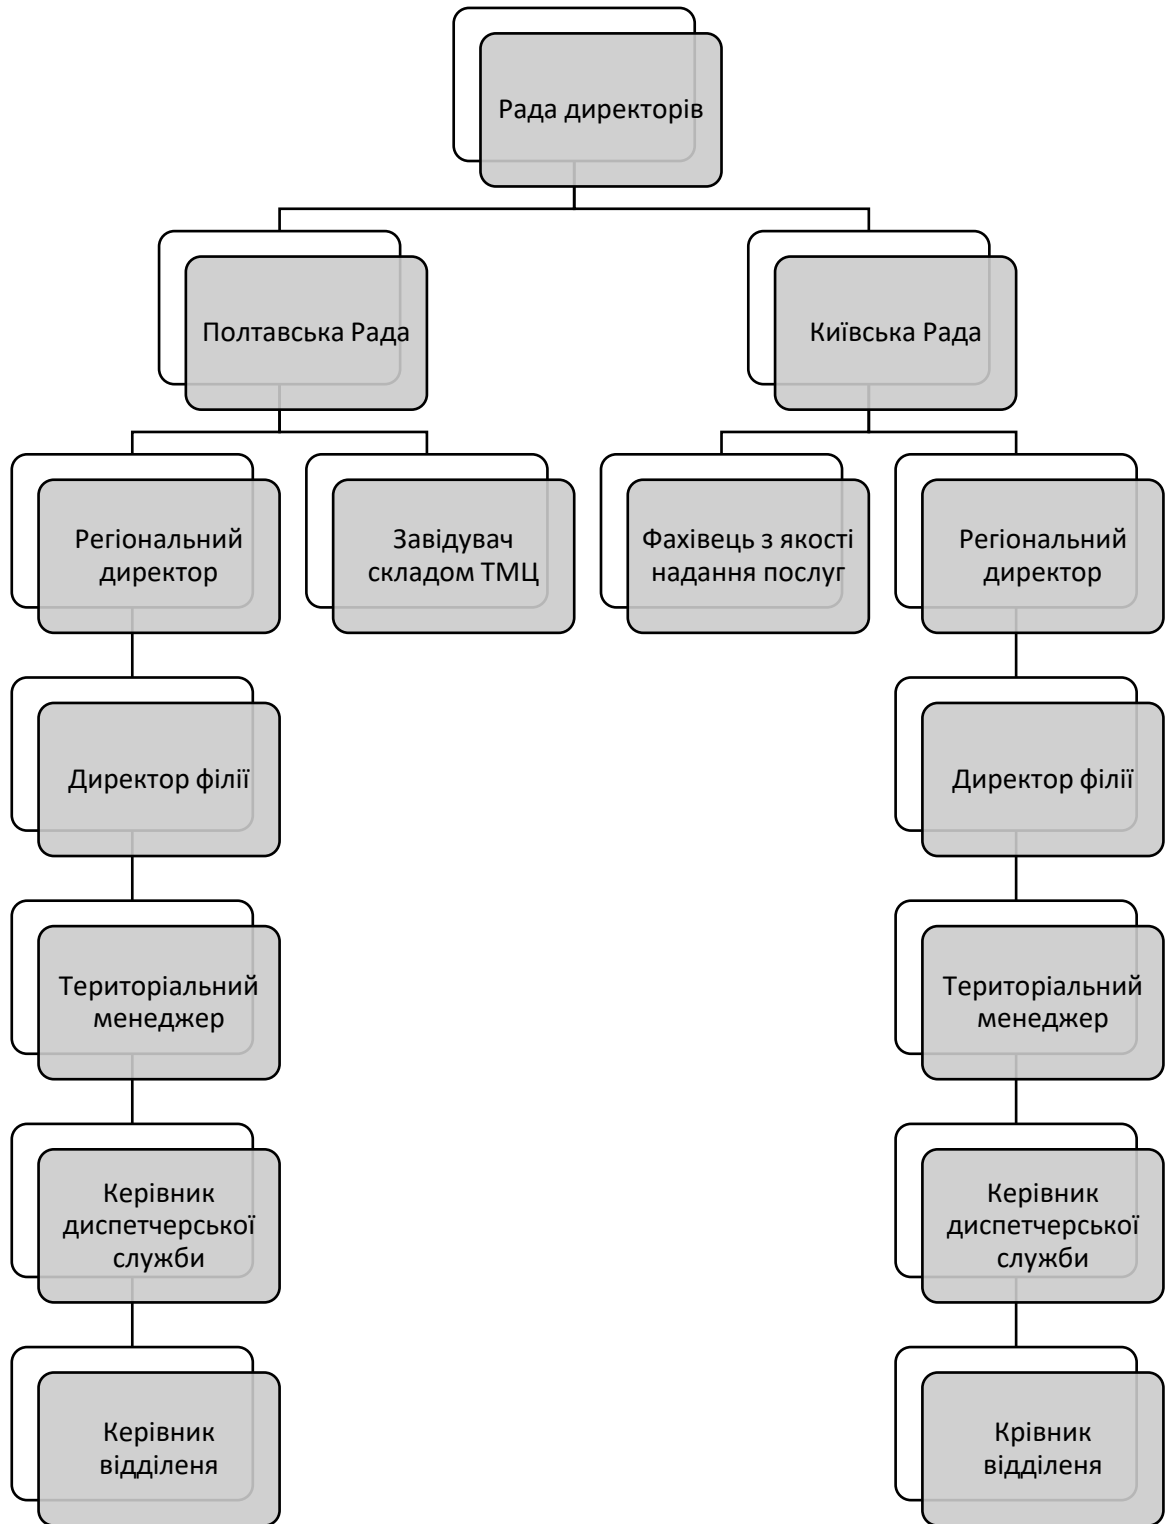 Рада директорів
Полтавська Рада
Київська Рада
Регіональний
директор
Завідувач
складом ТМЦ
Фахівець з якості
надання послуг
Регіональний
директор
Директор філії
Директор філії
Територіальний
менеджер
Територіальний
менеджер
Керівник
диспетчерської
служби
Керівник
диспетчерської
служби
Керівник
відділеня
Крівник
відділеня